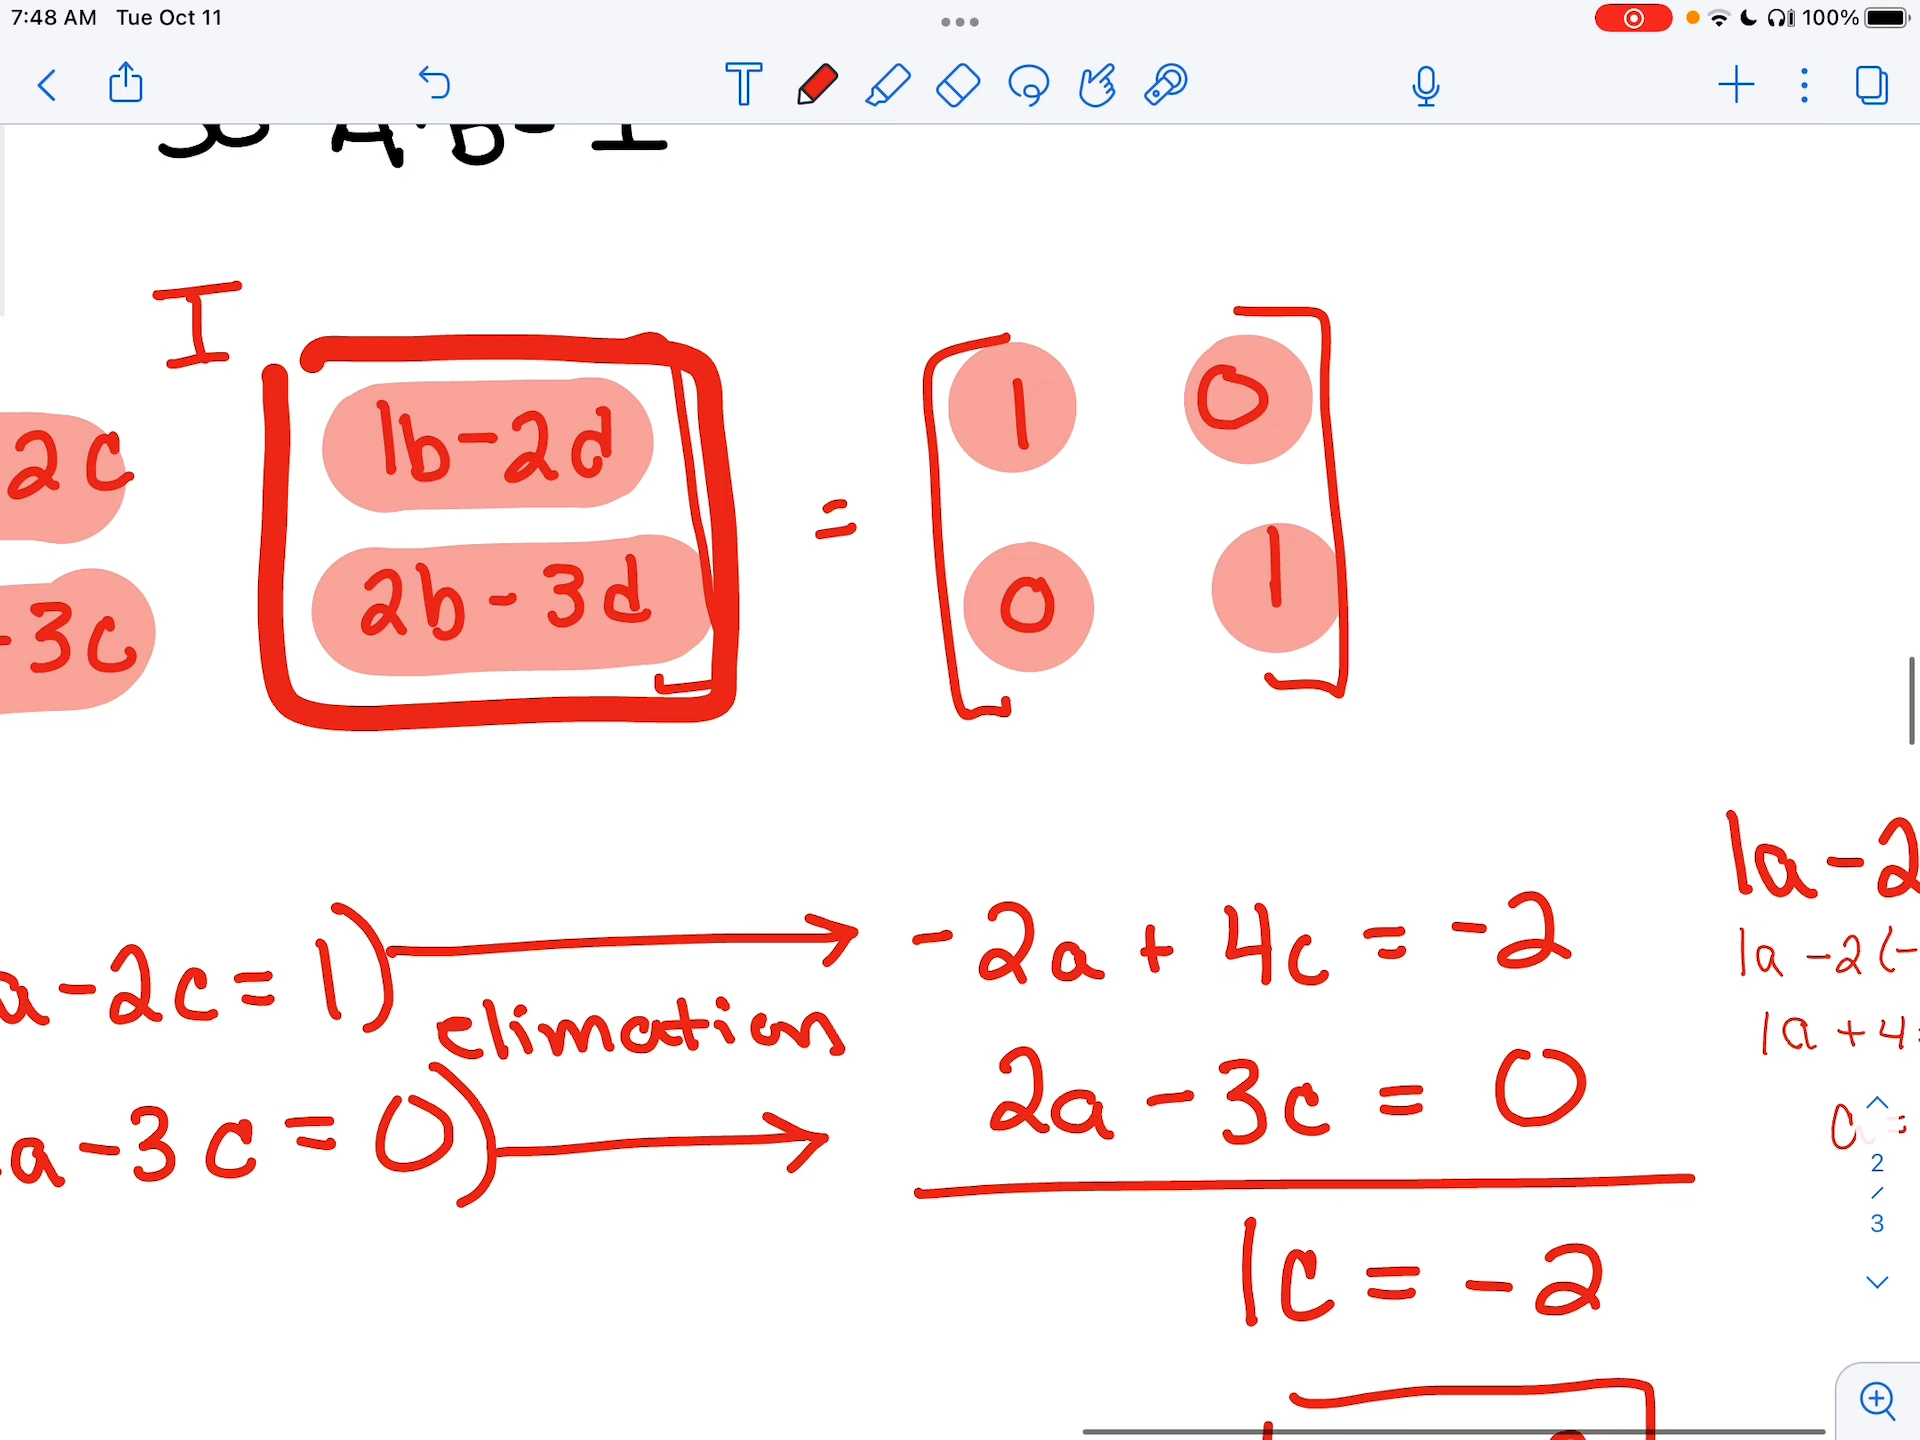 7:48 AM Tue Oct 11
100%
So A·B = I
I
2c
1b-2d
-3c
2b-3d
=
1 0
0 1
a-2c=1)
elimation
a-3c=0)
-2a + 4c = -2
2a - 3c = 0
1c = -2
1a-2
1a -2(-
1a + 4=
a =
2
/
3